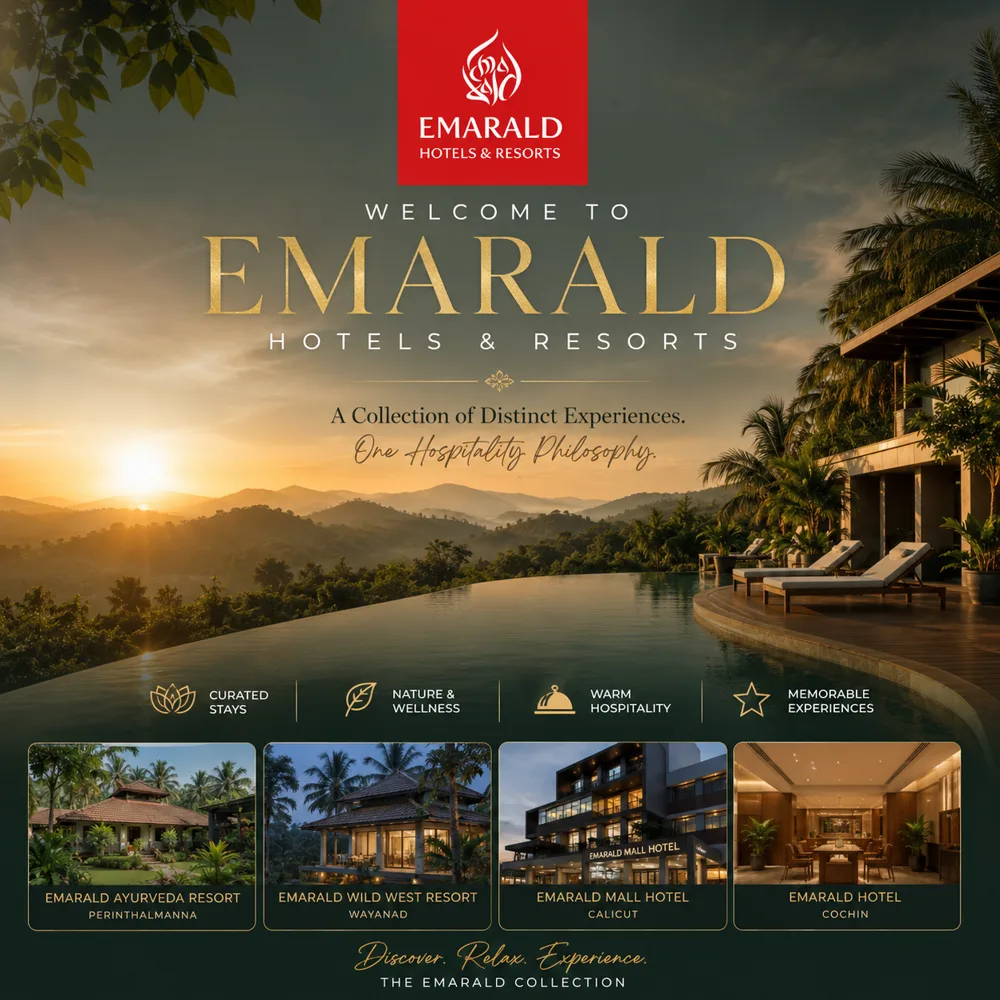 EMARALD
HOTELS & RESORTS
WELCOME TO
EMARALD
HOTELS & RESORTS
A Collection of Distinct Experiences.
One Hospitality Philosophy.
CURATED
STAYS
NATURE &
WELLNESS
WARM
HOSPITALITY
MEMORABLE
EXPERIENCES
EMARALD MALL HOTEL
EMARALD AYURVEDA RESORT
PERINTHALMANNA
EMARALD WILD WEST RESORT
WAYANAD
EMARALD MALL HOTEL
CALICUT
EMARALD HOTEL
COCHIN
Discover. Relax. Experience.
THE EMARALD COLLECTION